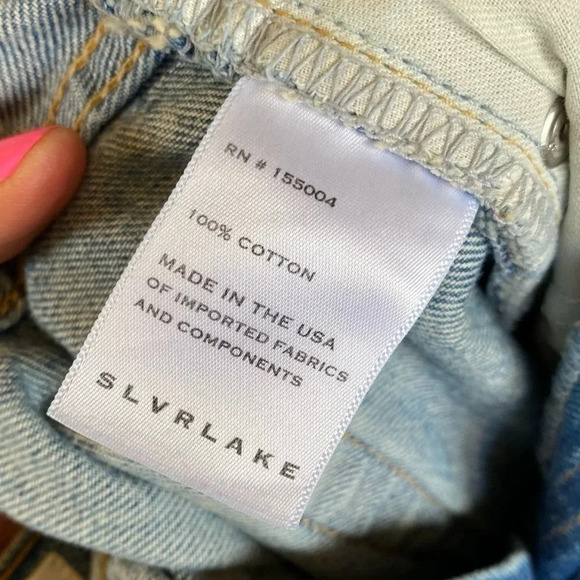 RN # 155004
100% COTTON
MADE IN THE USA
OF IMPORTED FABRICS
AND COMPONENTS
SLVRLAKE